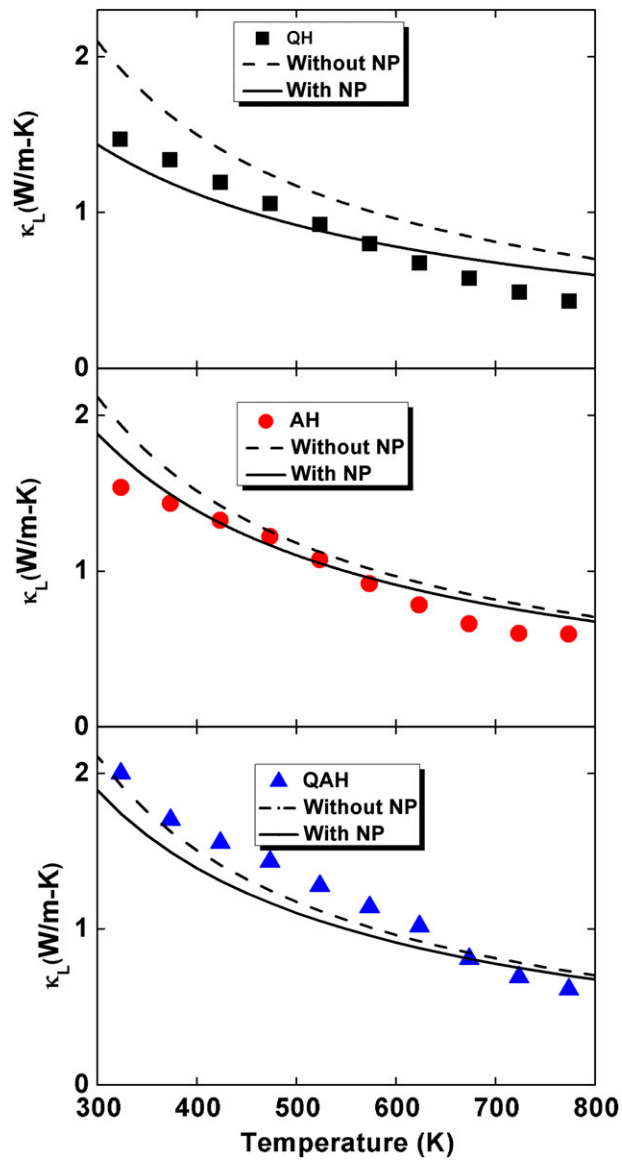 QH
Without NP
With NP
κL(W/m-K)
2
1
0
AH
Without NP
With NP
κL(W/m-K)
2
1
0
QAH
Without NP
With NP
κL(W/m-K)
2
1
0
300 400 500 600 700 800
Temperature (K)